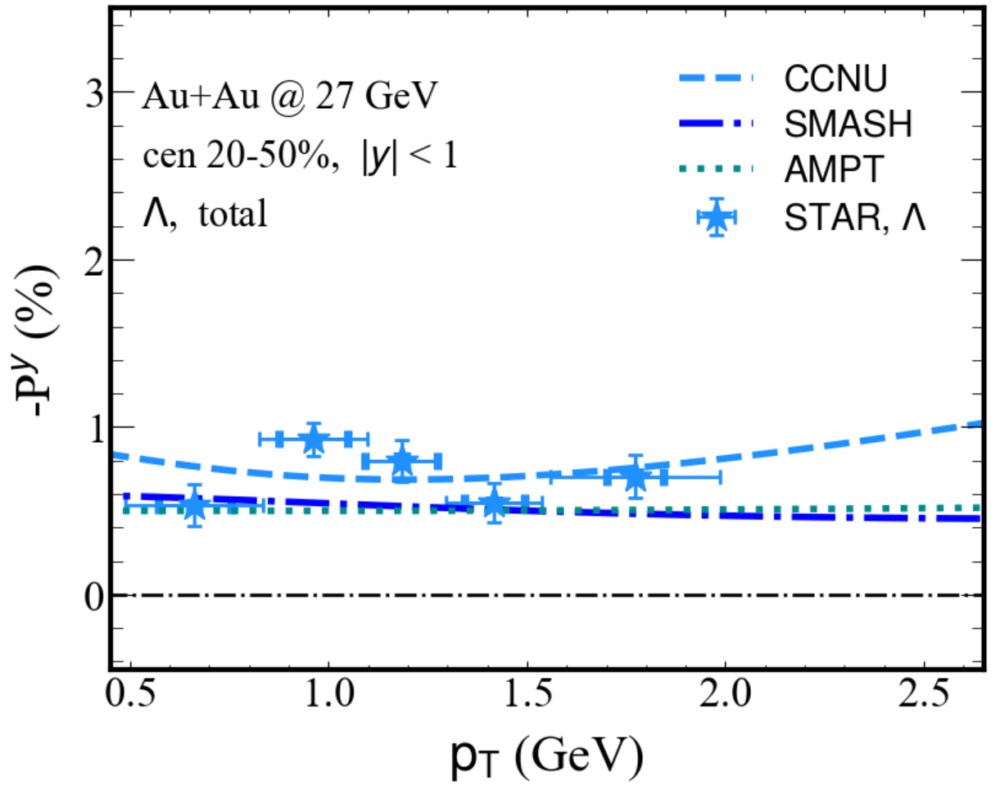 Au+Au @ 27 GeV
cen 20-50%, |y| < 1
Λ, total
CCNU
SMASH
AMPT
STAR, Λ
-P^y (%)
3
2
1
0
0.5 1.0 1.5 2.0 2.5
p_T (GeV)